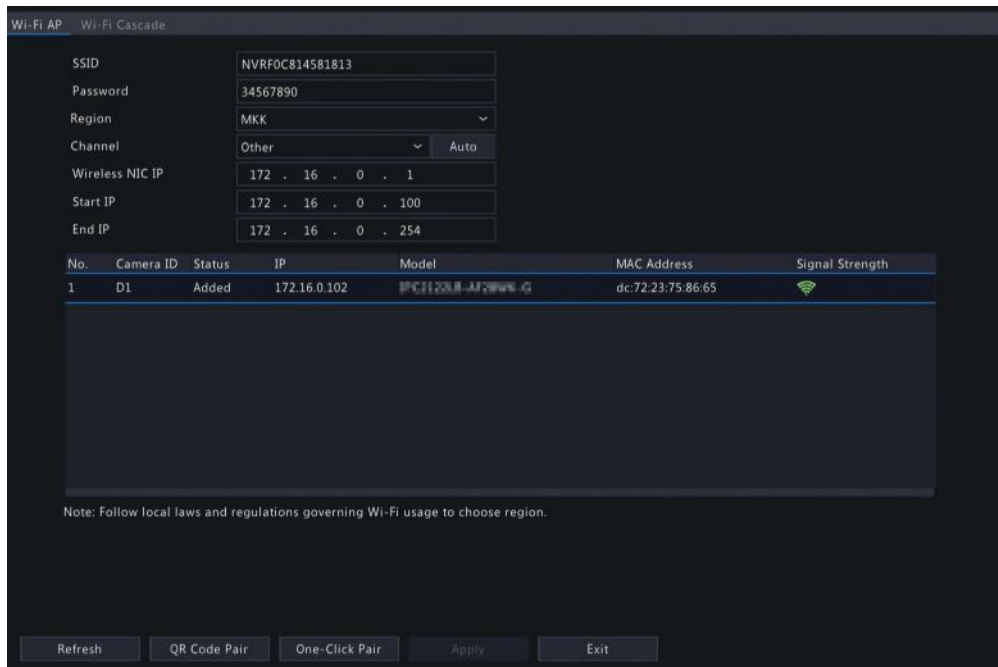 Wi-Fi AP Wi-Fi Cascade
SSID NVRF0C814581813
Password 34567890
Region MKK
Channel Other Auto
Wireless NIC IP 172 . 16 . 0 . 1
Start IP 172 . 16 . 0 . 100
End IP 172 . 16 . 0 . 254
No. Camera ID Status IP Model MAC Address Signal Strength
1 D1 Added 172.16.0.102 dc:72:23:75:86:65
Note: Follow local laws and regulations governing Wi-Fi usage to choose region.
Refresh QR Code Pair One-Click Pair Apply Exit